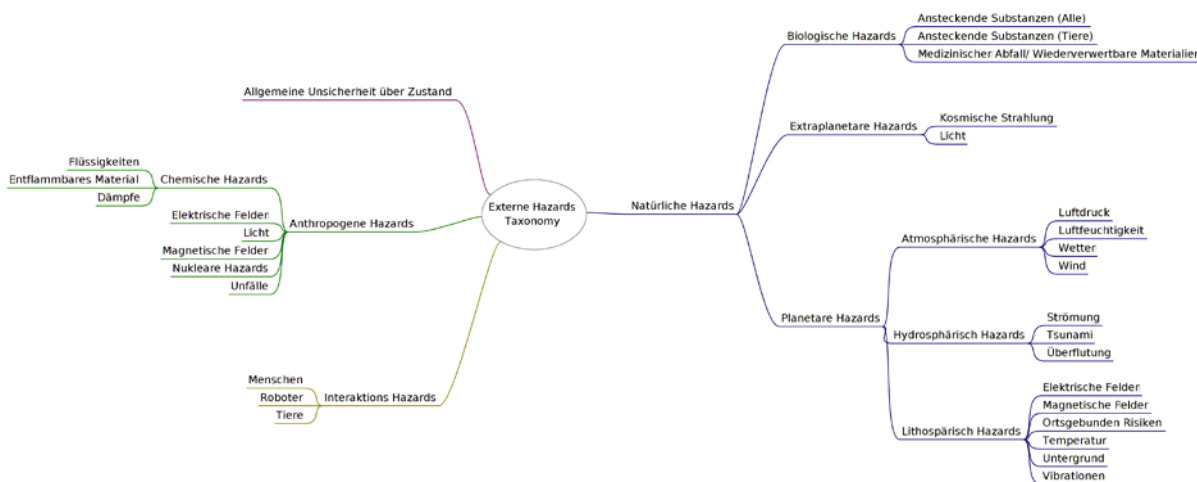 Externe Hazards
Taxonomy
Allgemeine Unsicherheit über Zustand
Anthropogene Hazards
Chemische Hazards
Flüssigkeiten
Entflammbares Material
Dämpfe
Elektrische Felder
Licht
Magnetische Felder
Nukleare Hazards
Unfälle
Interaktions Hazards
Menschen
Roboter
Tiere
Natürliche Hazards
Biologische Hazards
Ansteckende Substanzen (Alle)
Ansteckende Substanzen (Tiere)
Medizinischer Abfall/ Wiederverwertbare Materialien
Extraplanetare Hazards
Kosmische Strahlung
Licht
Planetare Hazards
Atmosphärische Hazards
Luftdruck
Luftfeuchtigkeit
Wetter
Wind
Hydrosphärisch Hazards
Strömung
Tsunami
Überflutung
Lithospärisch Hazards
Elektrische Felder
Magnetische Felder
Ortsgebunden Risiken
Temperatur
Untergrund
Vibrationen